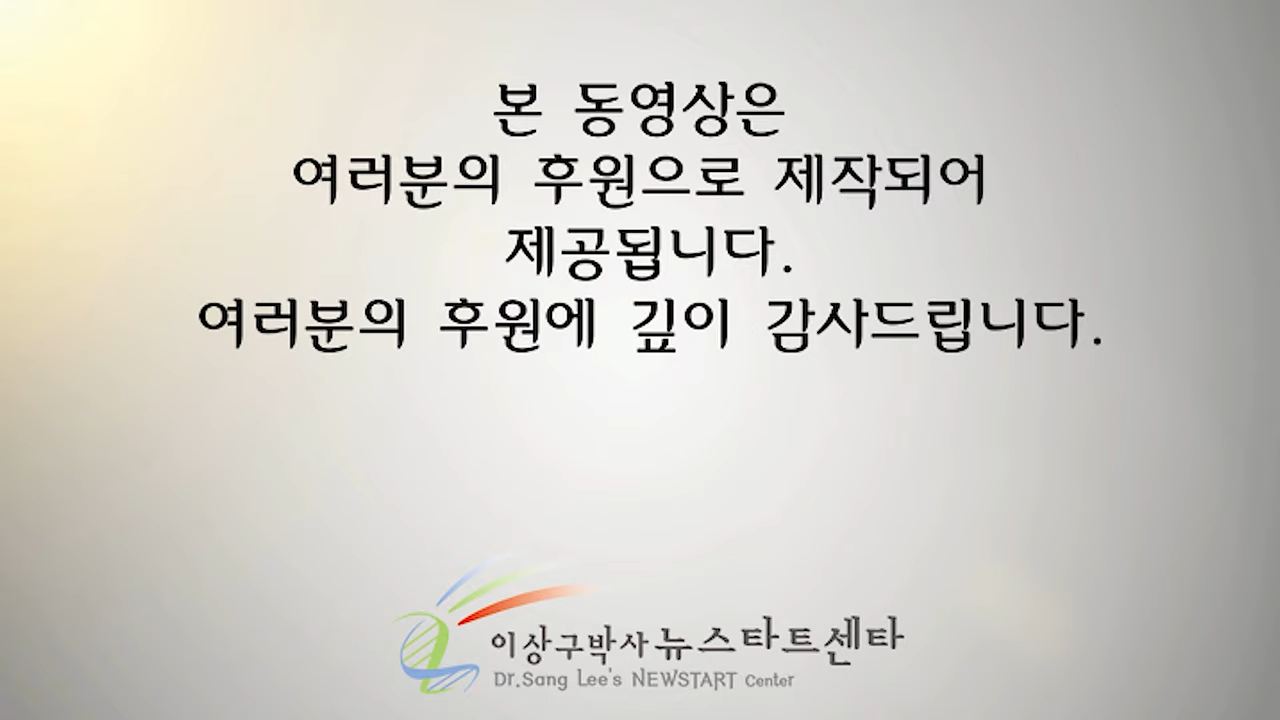 본 동영상은
여러분의 후원으로 제작되어
제공됩니다.
여러분의 후원에 깊이 감사드립니다.
이상구박사뉴스타트센타
Dr.Sang Lee's NEWSTART Center